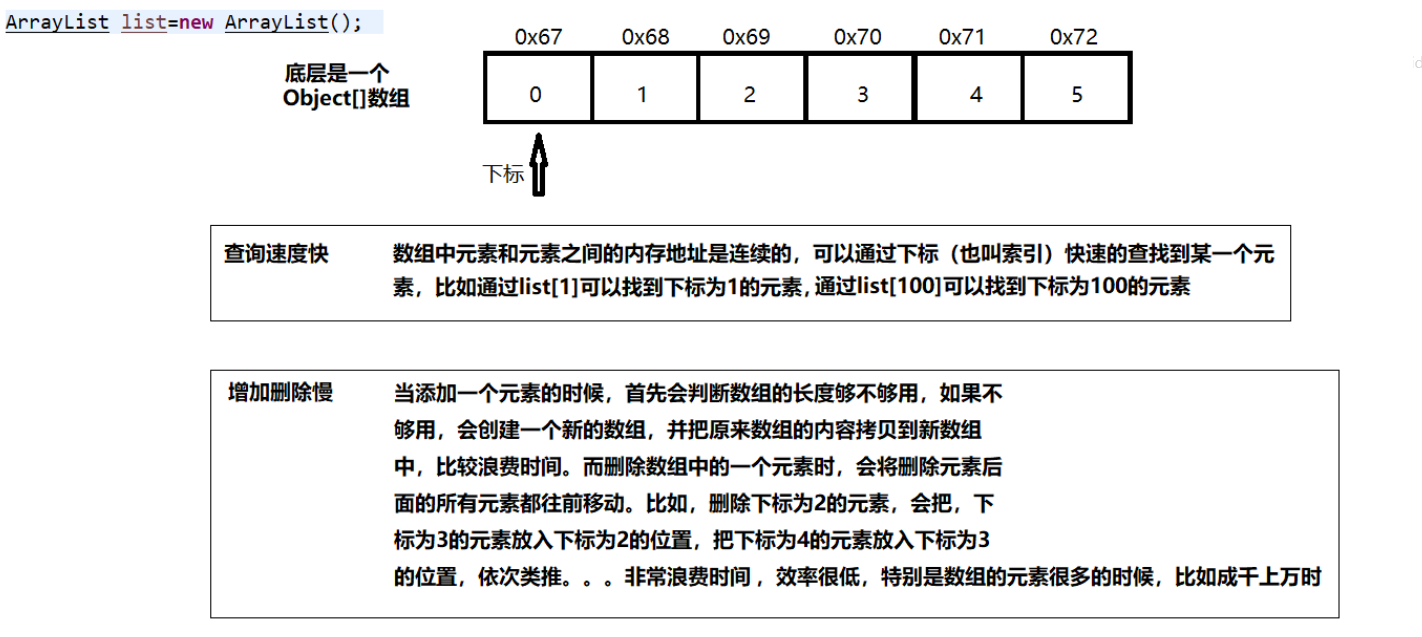 ArrayList list=new ArrayList();
0x67 0x68 0x69 0x70 0x71 0x72
底层是一个
Object[]数组
0 1 2 3 4 5
下标
查询速度快 数组中元素和元素之间的内存地址是连续的，可以通过下标（也叫索引）快速的查找到某一个元
素，比如通过list[1]可以找到下标为1的元素，通过list[100]可以找到下标为100的元素
增加删除慢 当添加一个元素的时候，首先会判断数组的长度够不够用，如果不
够用，会创建一个新的数组，并把原来数组的内容拷贝到新数组
中，比较浪费时间。而删除数组中的一个元素时，会将删除元素后
面的所有元素都往前移动。比如，删除下标为2的元素，会把，下
标为3的元素放入下标为2的位置，把下标为4的元素放入下标为3
的位置，依次类推。。。非常浪费时间，效率很低，特别是数组的元素很多的时候，比如成千上万时